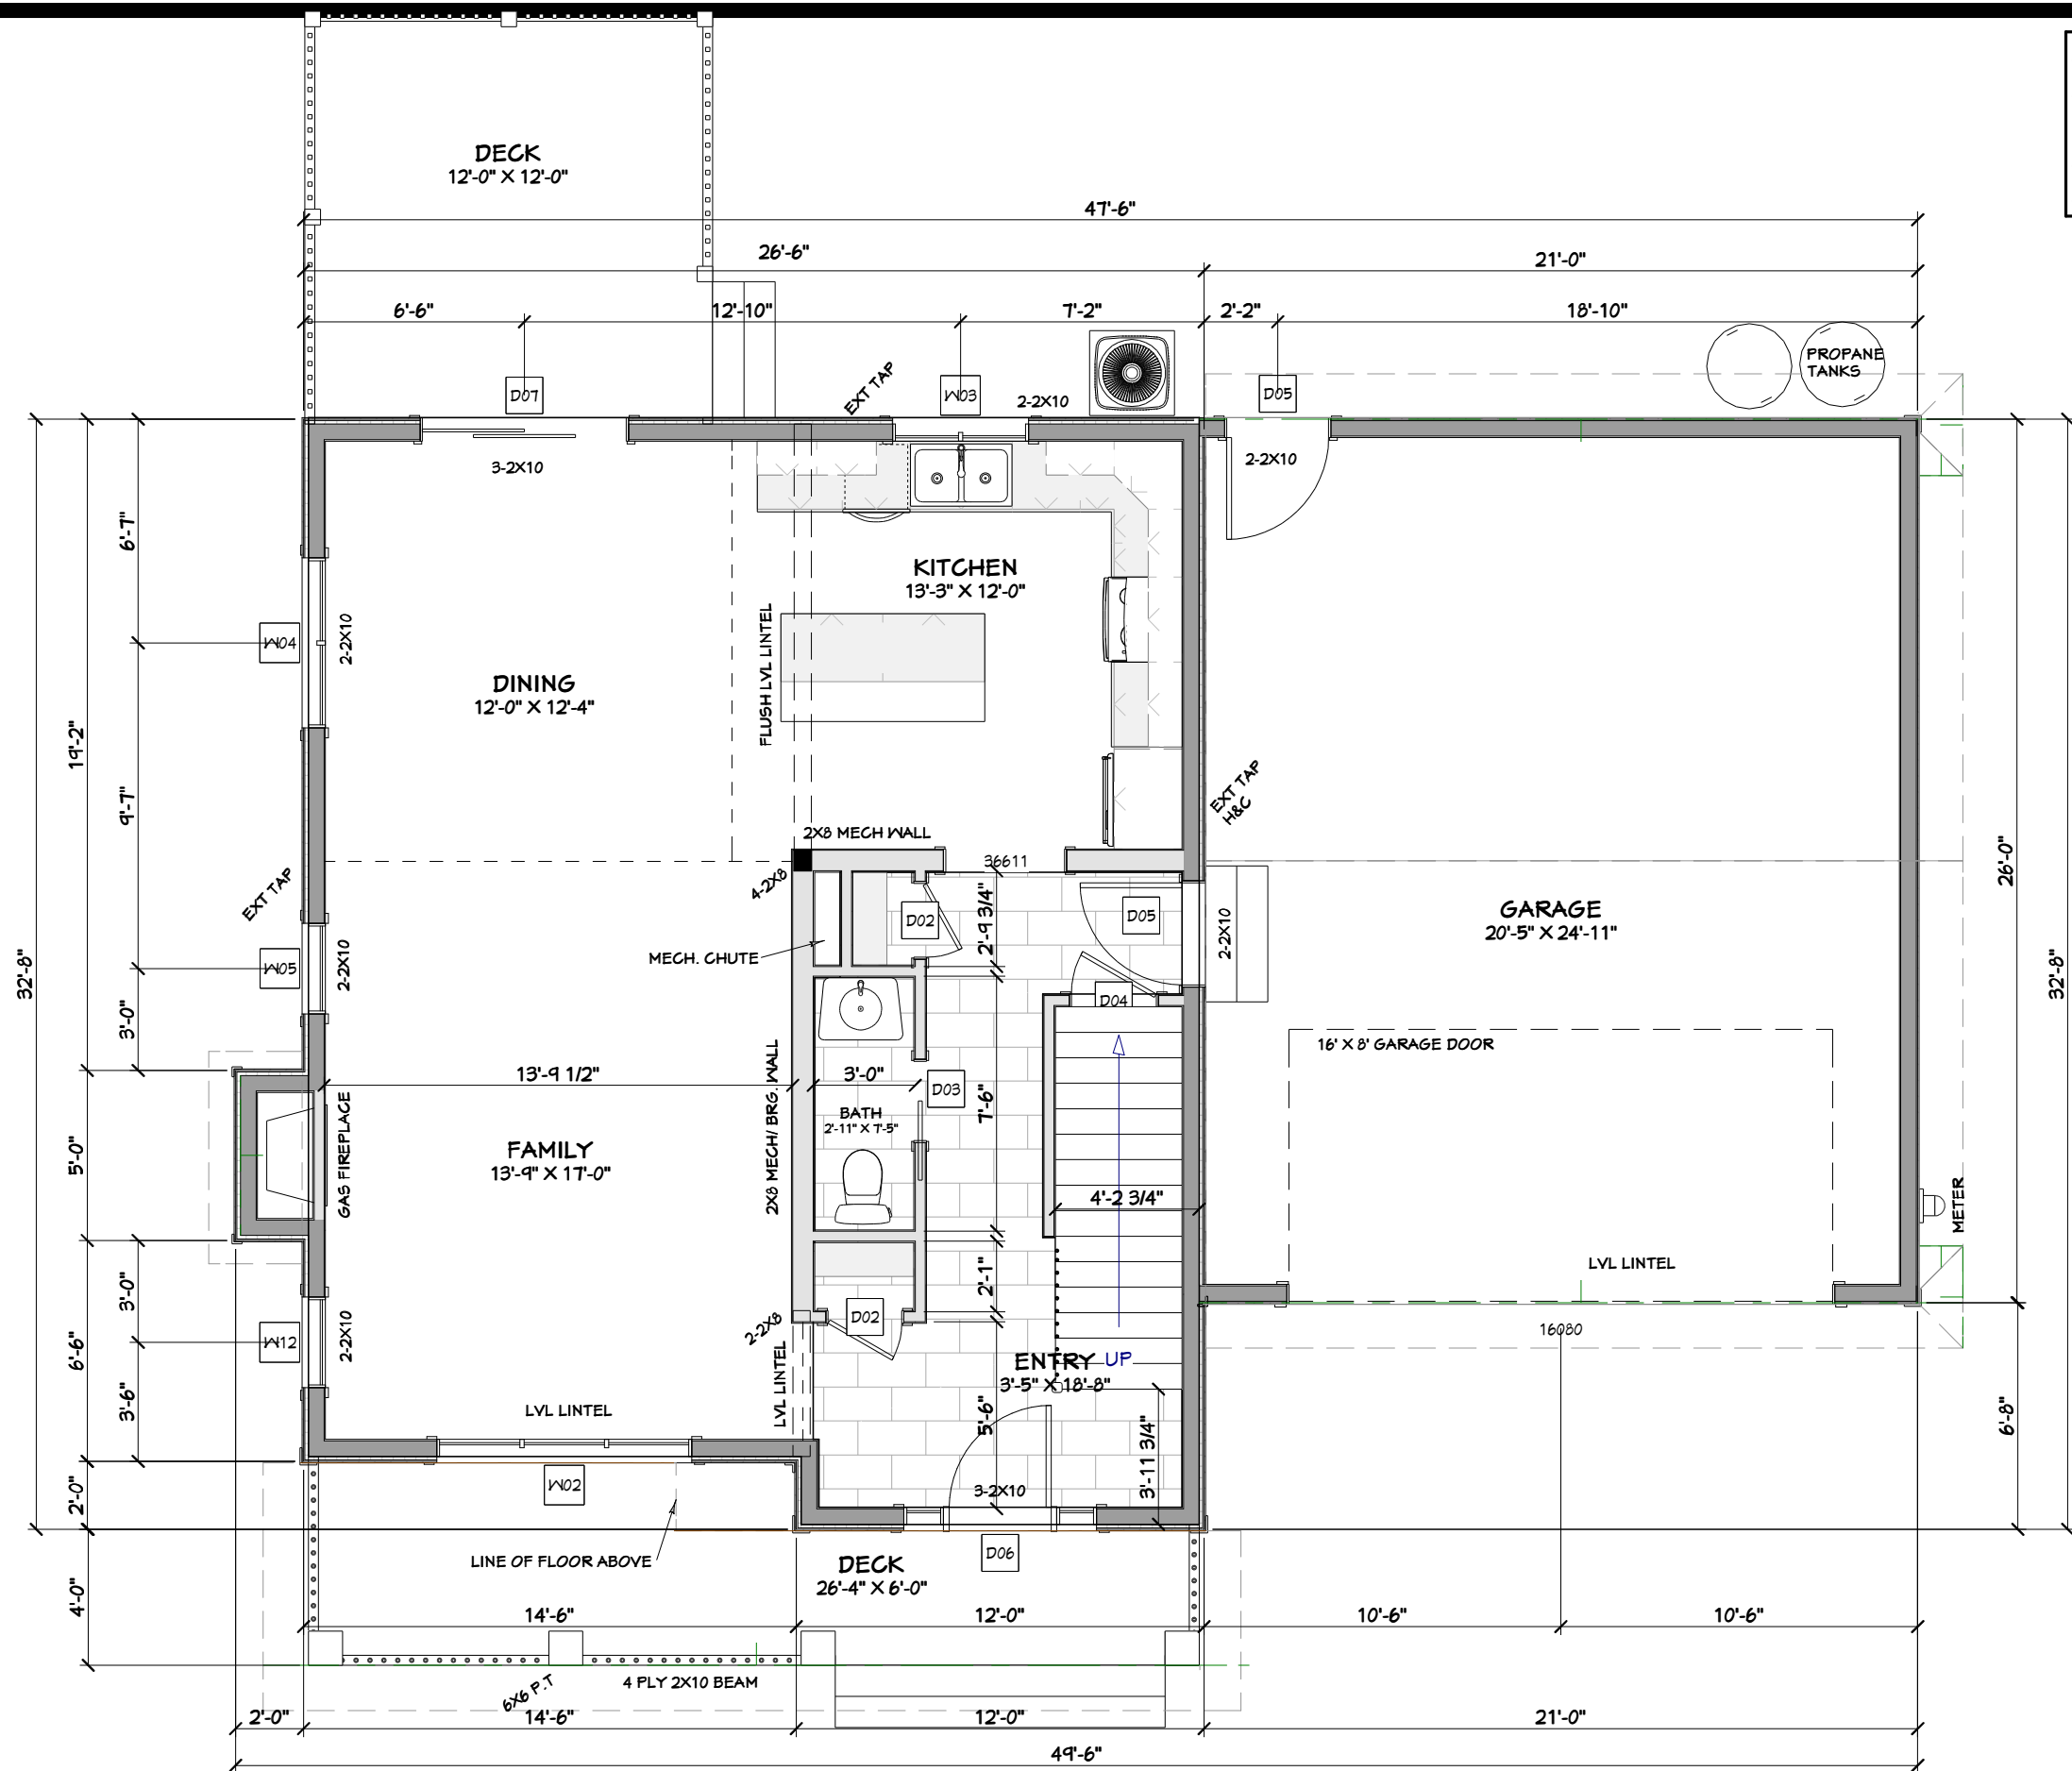 DECK
12'-0" X 12'-0"
47'-6"
26'-6"
21'-0"
6'-6"
12'-10"
7'-2"
2'-2"
18'-10"
PROPANE
TANKS
D07
EXT TAP
W03
2-2X10
D05
3-2X10
2-2X10
6'-7"
KITCHEN
13'-3" X 12'-0"
W04
2-2X10
FLUSH LVL LINTEL
DINING
12'-0" X 12'-4"
19'-2"
9'-7"
EXT TAP
H&C
2X8 MECH WALL
36611
4-2X8
EXT TAP
D02
2'-9 3/4"
D05
2-2X10
GARAGE
20'-5" X 24'-11"
26'-0"
32'-8"
32'-8"
MECH. CHUTE
W05
2-2X10
3'-0"
D04
16' X 8' GARAGE DOOR
13'-9 1/2"
3'-0"
D03
7'-6"
BATH
2'-11" X 7'-5"
5'-0"
GAS FIREPLACE
FAMILY
13'-9" X 17'-0"
2X8 MECH/ BRG. WALL
4'-2 3/4"
METER
LVL LINTEL
3'-0"
2'-1"
D02
2-2X8
W12
2-2X10
6'-6"
3'-6"
16080
ENTRY
UP
3'-5" X 18'-8"
LVL LINTEL
LVL LINTEL
5'-6"
3'-11 3/4"
6'-8"
W02
3-2X10
2'-0"
D06
LINE OF FLOOR ABOVE
DECK
26'-4" X 6'-0"
4'-0"
14'-6"
12'-0"
10'-6"
10'-6"
6X6 P.T
4 PLY 2X10 BEAM
2'-0"
14'-6"
12'-0"
21'-0"
49'-6"